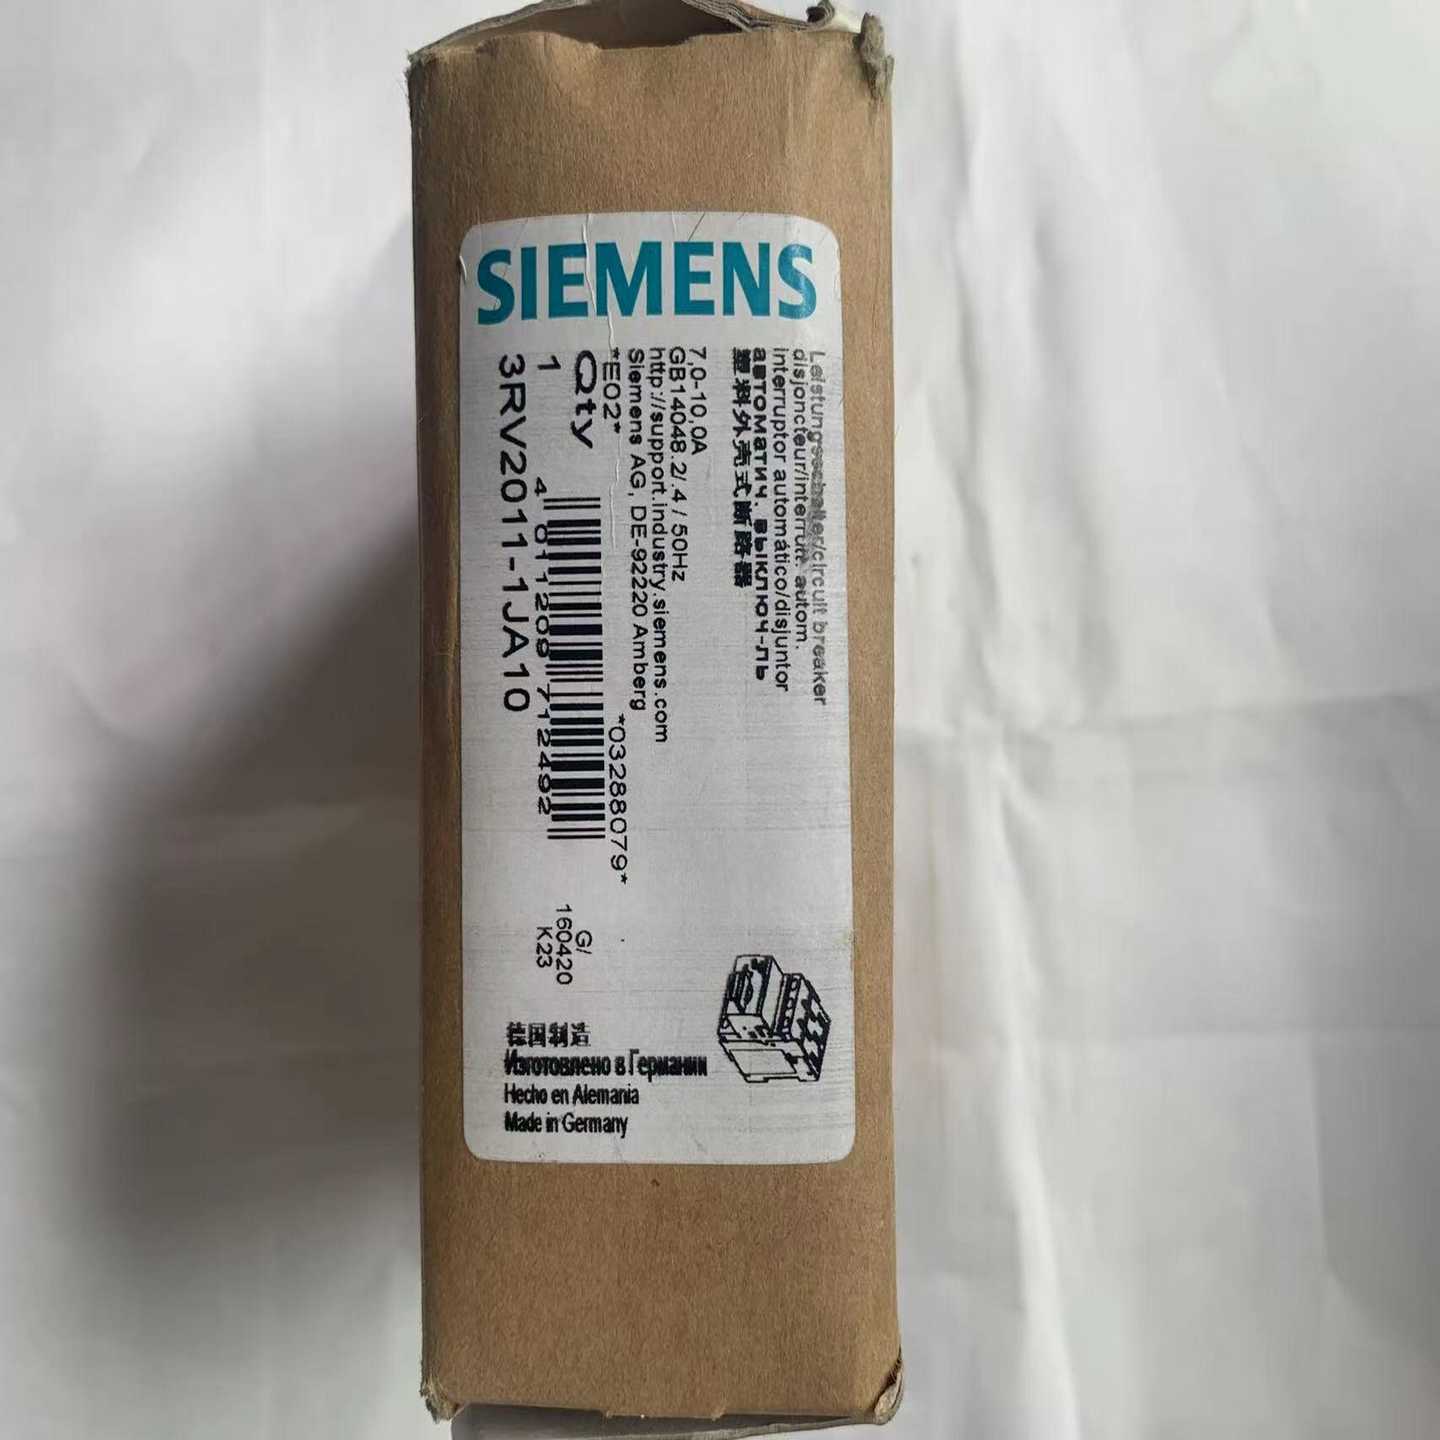 SIEMENS
Leistungsschalter/circuit breaker
disjoncteur/interrutt. autom.
interruptor automático/disjuntor
автоматич. выключ-ль
塑料外壳式断路器
7,0-10,0A
GB14048.2/.4 / 50Hz
http://support.industry.siemens.com
Siemens AG, DE-92220 Amberg
*E02*
*03288079*
Qty
1
4 011209 712492
3RV2011-1JA10
G/
160420
K23
德国制造
Изготовлено в Германии
Hecho en Alemania
Made in Germany